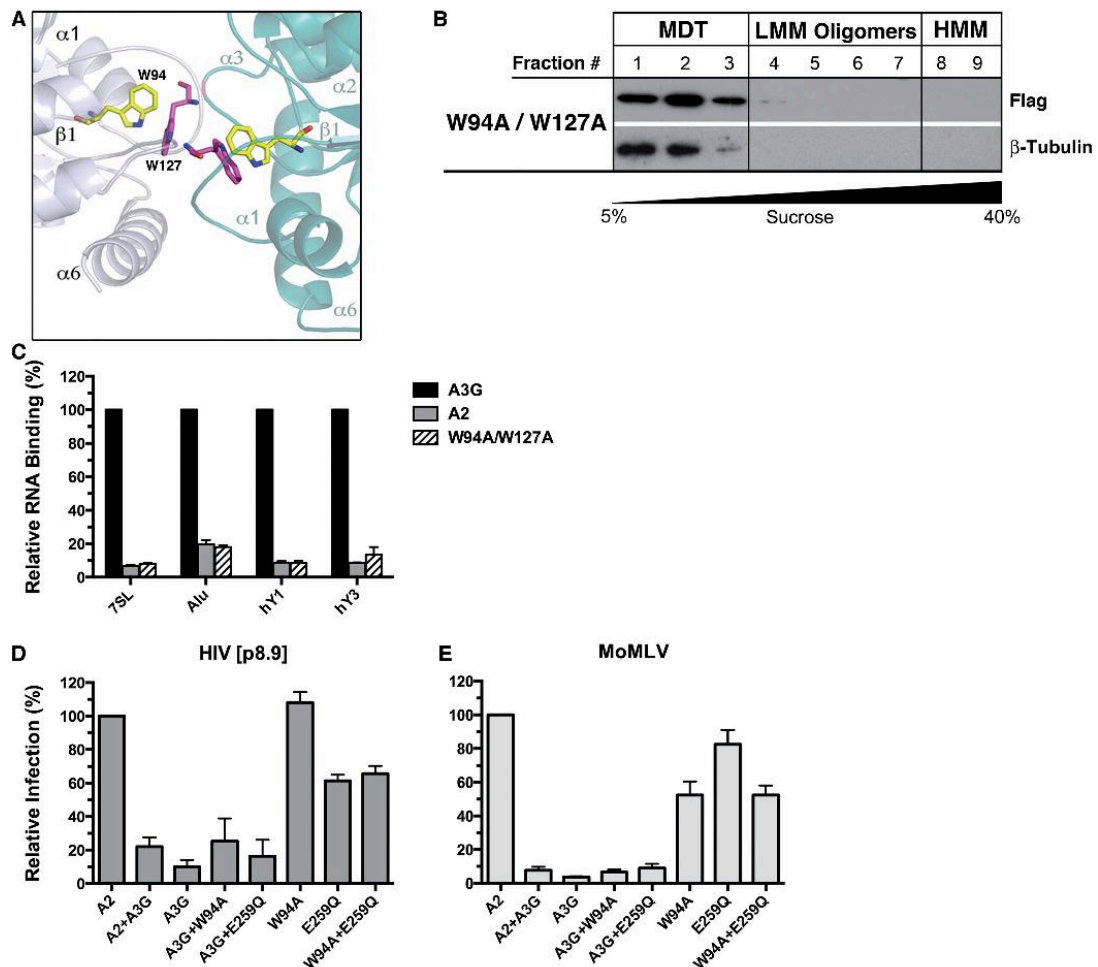 A
α1
W94
β1
W127
α6
α3
α2
β1
α1
α6
B
MDT LMM Oligomers HMM
Fraction # 1 2 3 4 5 6 7 8 9
W94A / W127A
Flag
β-Tubulin
5% Sucrose 40%
C
Relative RNA Binding (%)
120
100
80
60
40
20
0
7SL Alu hY1 hY3
A3G
A2
W94A/W127A
D
HIV [p8.9]
Relative Infection (%)
120
100
80
60
40
20
0
A2 A2+A3G A3G A3G+W94A A3G+E259Q W94A E259Q W94A+E259Q
E
MoMLV
120
100
80
60
40
20
0
A2 A2+A3G A3G A3G+W94A A3G+E259Q W94A E259Q W94A+E259Q